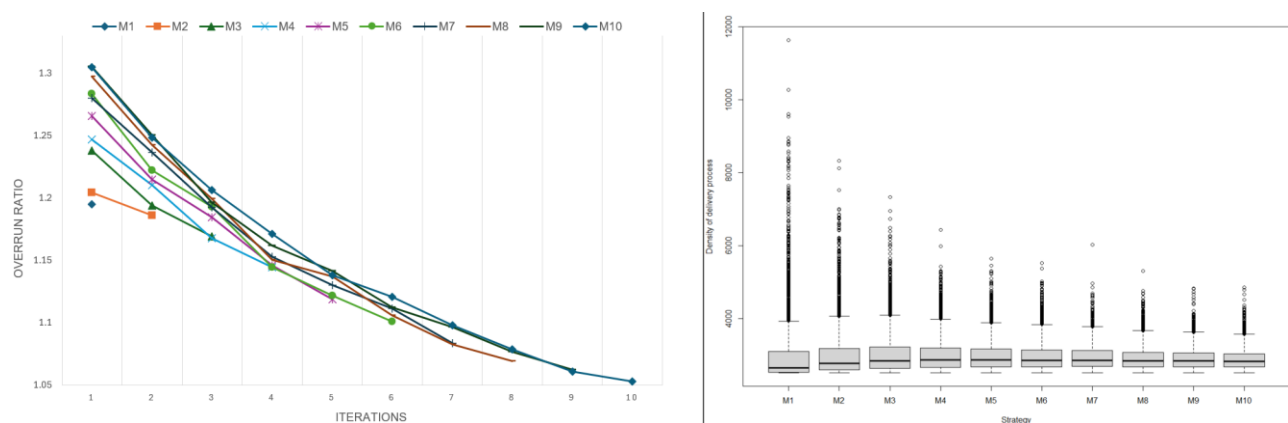 M1 M2 M3 M4 M5 M6 M7 M8 M9 M10
1.3
1.25
1.2
1.15
1.1
1.05
OVERRUN RATIO
1 2 3 4 5 6 7 8 9 10
ITERATIONS
12000
10000
8000
6000
4000
Density of delivery process
M1 M2 M3 M4 M5 M6 M7 M8 M9 M10
Strategy